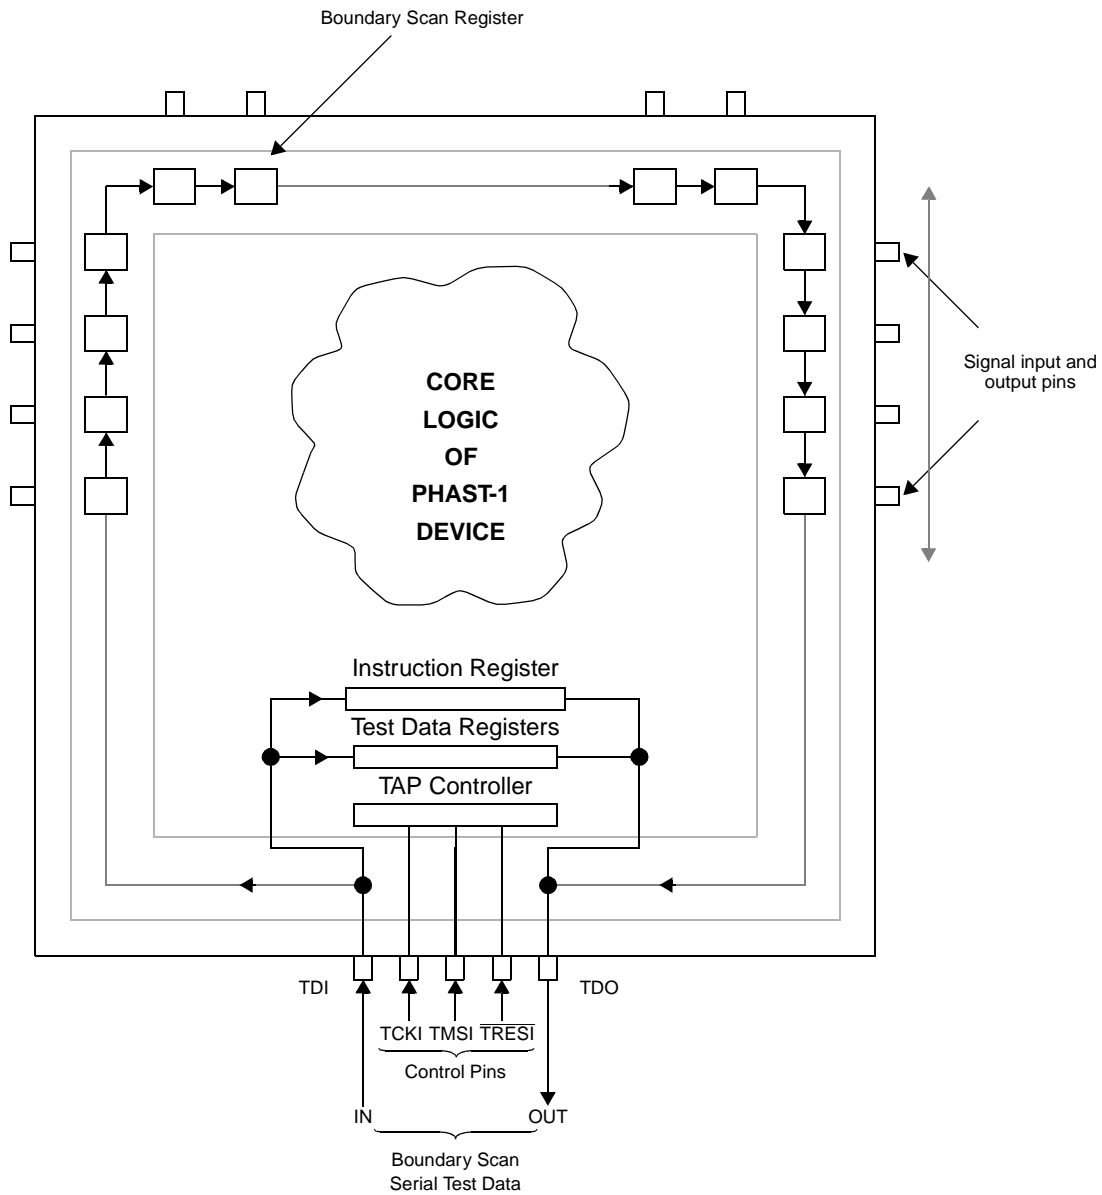 Boundary Scan Register
Signal input and
output pins
CORE
LOGIC
OF
PHAST-1
DEVICE
Instruction Register
Test Data Registers
TAP Controller
TDI
TDO
TCKI TMSI TRESI
Control Pins
IN
OUT
Boundary Scan
Serial Test Data